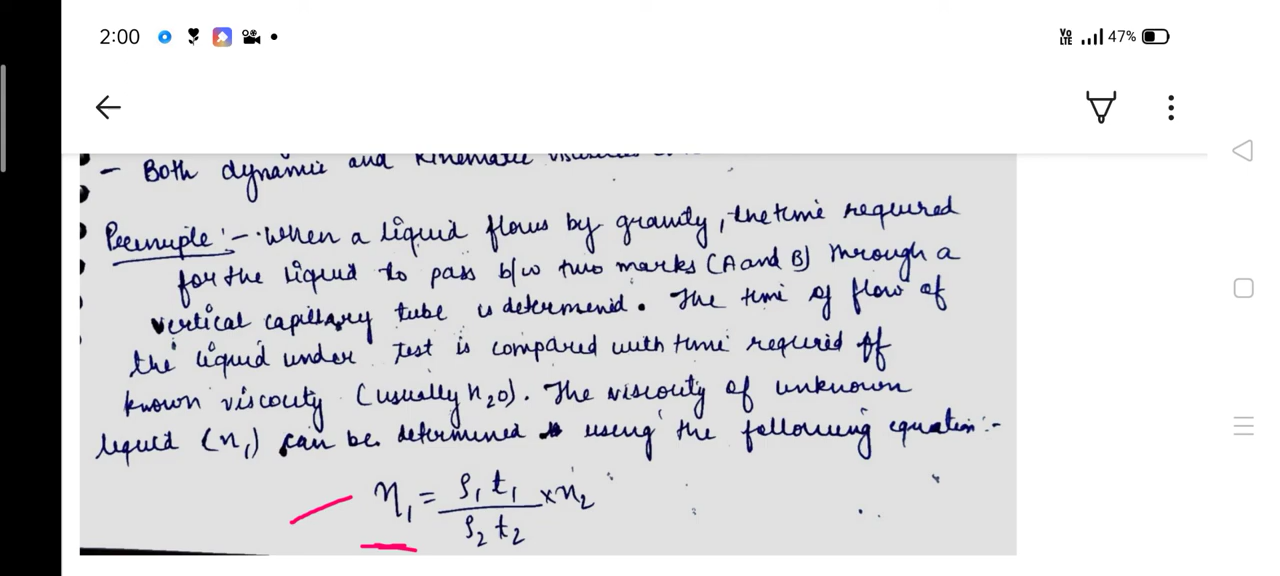 2:00
Vo LTE 47%
- Both dynamic and Kinematic
Principle :- When a liquid flows by gravity, the time required
for the liquid to pass b/w two marks (A and B) through a
vertical capillary tube is determined. The time of flow of
the liquid under test is compared with time required of
known viscosity (usually H2O). The viscosity of unknown
liquid (η1) can be determined using the following equation :-
η1 = ρ1 t1 / ρ2 t2 × η2